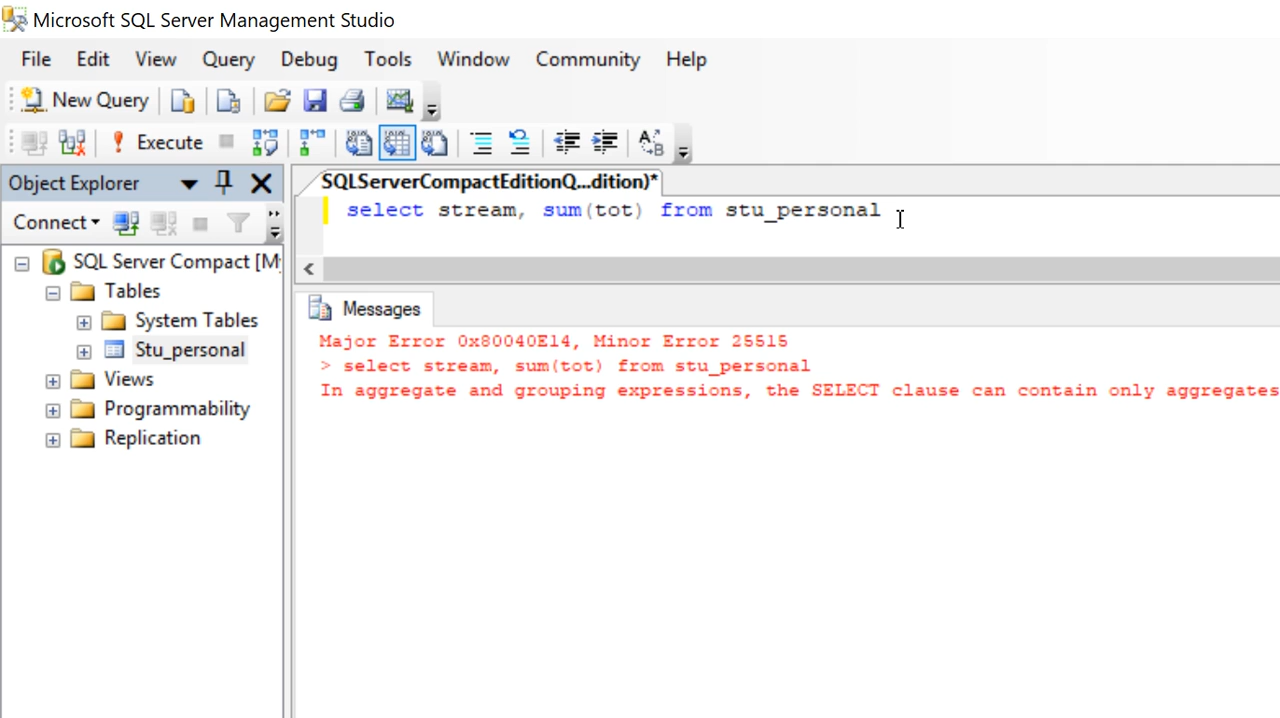 Microsoft SQL Server Management Studio
File Edit View Query Debug Tools Window Community Help
New Query
Execute
Object Explorer
SQLServerCompactEditionQ...dition)*
Connect
select stream, sum(tot) from stu_personal
SQL Server Compact [M
Tables
System Tables
Stu_personal
Views
Programmability
Replication
Messages
Major Error 0x80040E14, Minor Error 25515
> select stream, sum(tot) from stu_personal
In aggregate and grouping expressions, the SELECT clause can contain only aggregates